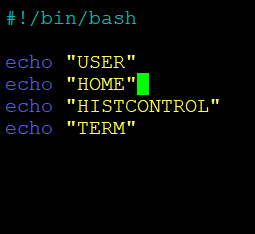 #!/bin/bash
echo "USER"
echo "HOME"
echo "HISTCONTROL"
echo "TERM"